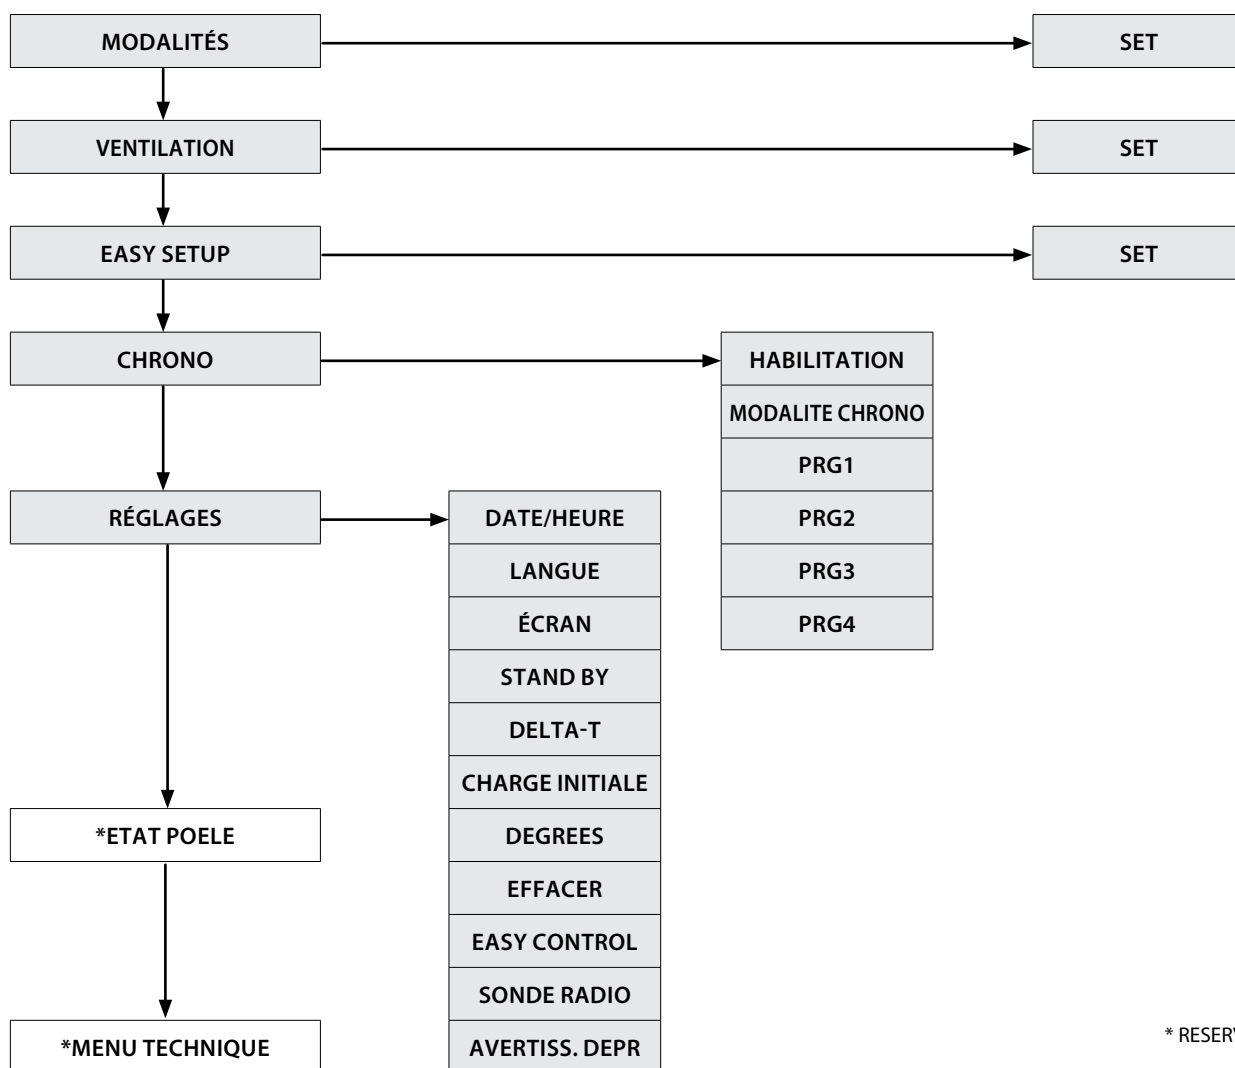 MODALITÉS
SET
VENTILATION
SET
EASY SETUP
SET
CHRONO
HABILITATION
MODALITE CHRONO
PRG1
PRG2
PRG3
PRG4
RÉGLAGES
DATE/HEURE
LANGUE
ÉCRAN
STAND BY
DELTA-T
CHARGE INITIALE
DEGREES
EFFACER
EASY CONTROL
SONDE RADIO
AVERTISS. DEPR
*ETAT POELE
*MENU TECHNIQUE
*